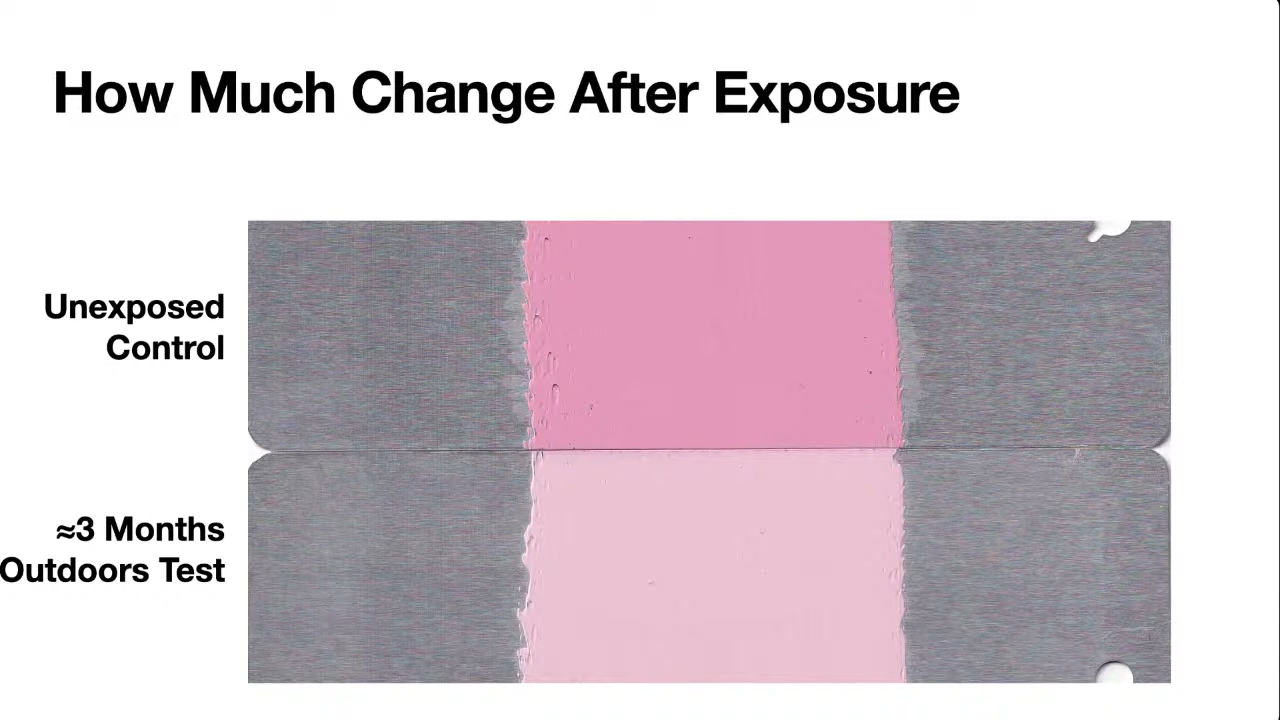 How Much Change After Exposure
Unexposed
Control
≈3 Months
Outdoors Test